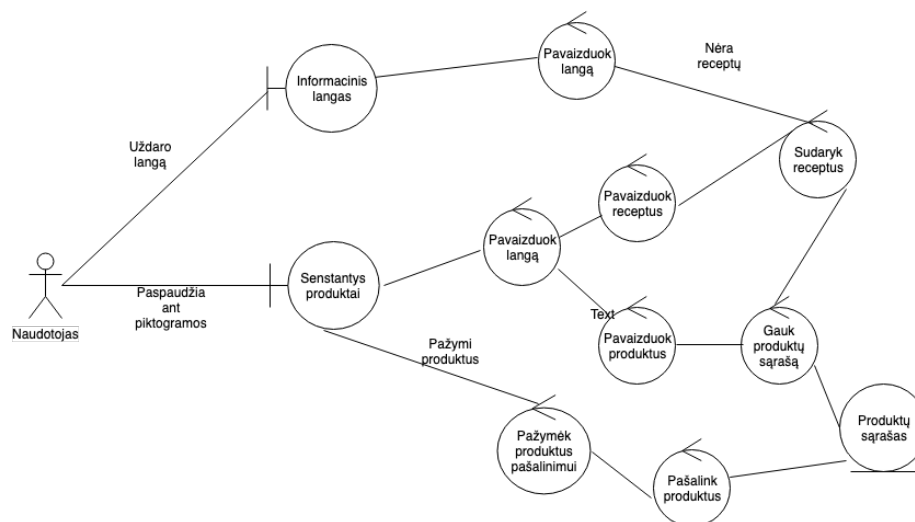 Nėra
receptų
Pavaizduok
langą
Informacinis
langas
Uždaro
langą
Sudaryk
receptus
Pavaizduok
receptus
Pavaizduok
langą
Senstantys
produktai
Paspaudžia
ant
piktogramos
Naudotojas
Text
Pavaizduok
produktus
Gauk
produktų
sąrašą
Pažymi
produktus
Produktų
sąrašas
Pažymėk
produktus
pašalinimui
Pašalink
produktus